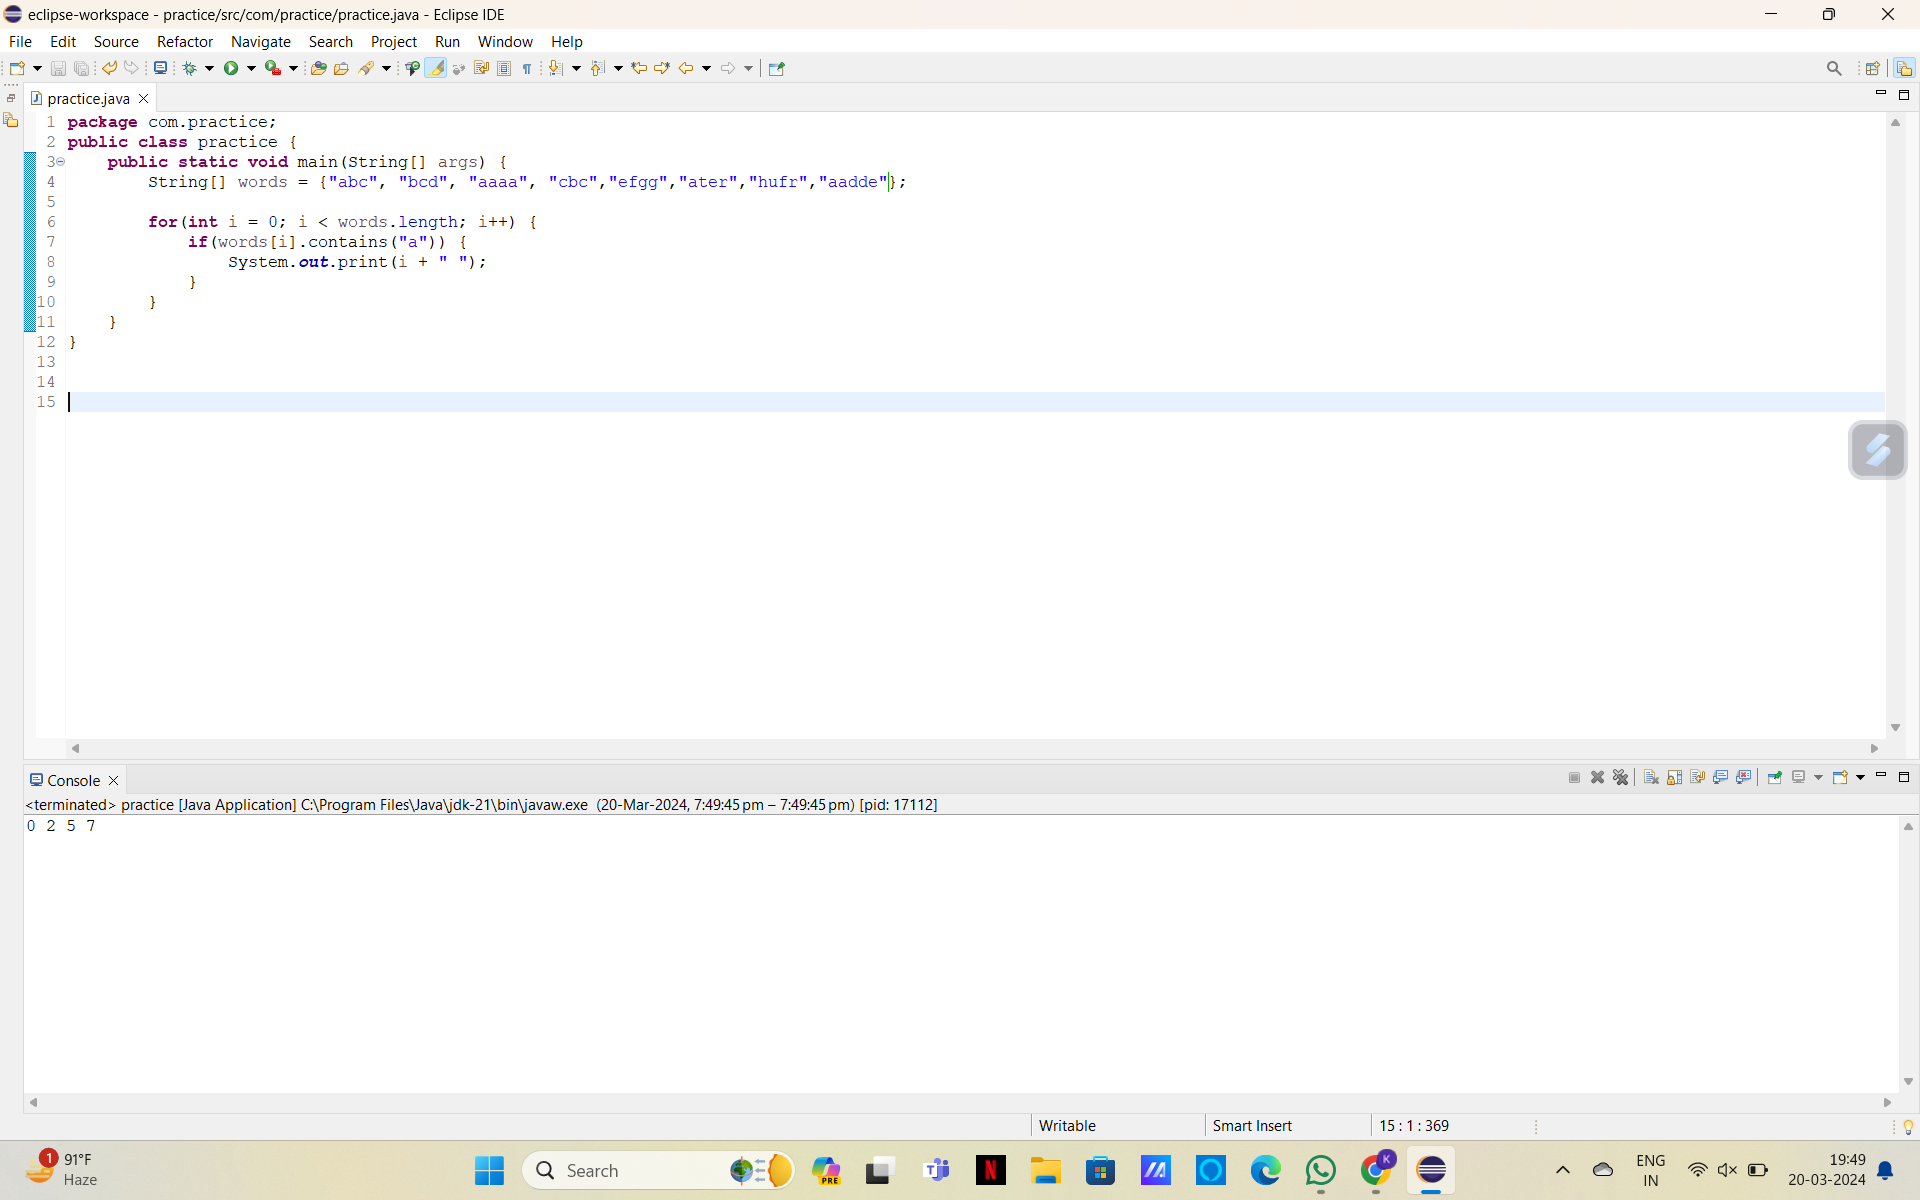 eclipse-workspace - practice/src/com/practice/practice.java - Eclipse IDE
File Edit Source Refactor Navigate Search Project Run Window Help
practice.java
1 package com.practice;
2 public class practice {
3 public static void main(String[] args) {
4 String[] words = {"abc", "bcd", "aaaa", "cbc","efgg","ater","hufr","aadde"};
5
6 for(int i = 0; i < words.length; i++) {
7 if(words[i].contains("a")) {
8 System.out.print(i + " ");
9 }
10 }
11 }
12 }
13
14
15
Console
<terminated> practice [Java Application] C:\Program Files\Java\jdk-21\bin\javaw.exe (20-Mar-2024, 7:49:45 pm – 7:49:45 pm) [pid: 17112]
0 2 5 7
Writable Smart Insert 15 : 1 : 369
1 91°F
Haze
Search
PRE
N
K
ENG
IN
19:49
20-03-2024